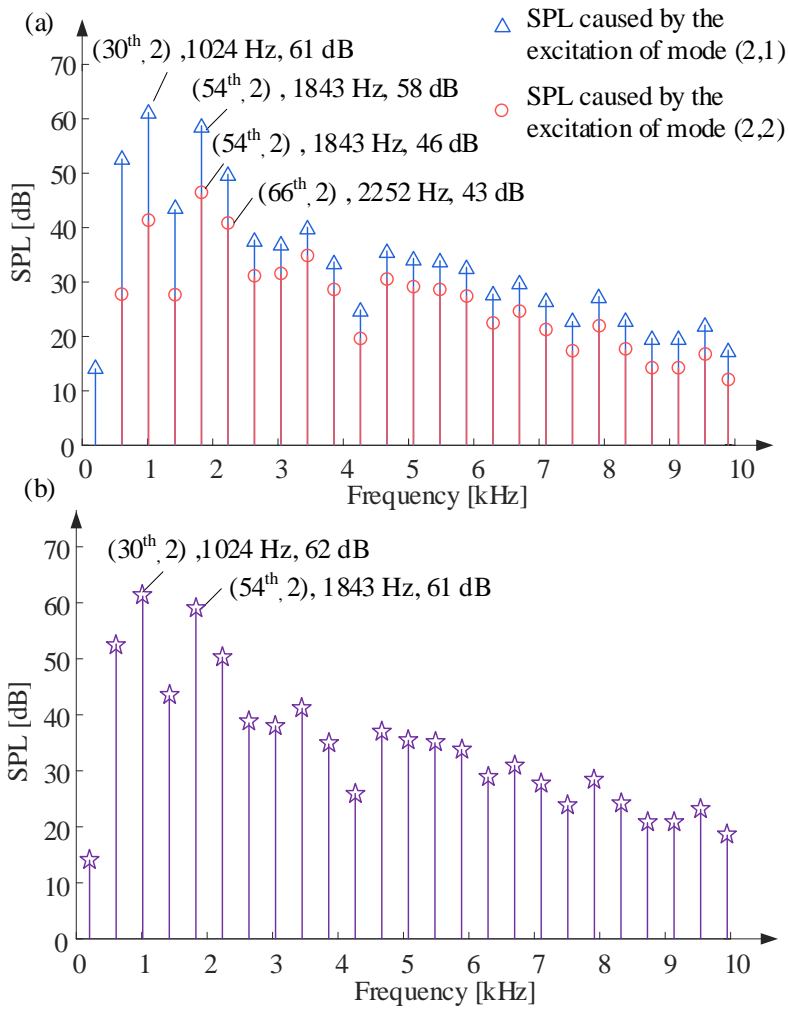 (a)
SPL caused by the
excitation of mode (2,1)
SPL caused by the
excitation of mode (2,2)
(30th, 2) ,1024 Hz, 61 dB
(54th, 2) , 1843 Hz, 58 dB
(54th, 2) , 1843 Hz, 46 dB
(66th, 2) , 2252 Hz, 43 dB
SPL [dB]
70
60
50
40
30
20
10
0
0 1 2 3 4 5 6 7 8 9 10
Frequency [kHz]
(b)
(30th, 2) ,1024 Hz, 62 dB
(54th, 2), 1843 Hz, 61 dB
SPL [dB]
70
60
50
40
30
20
10
0
0 1 2 3 4 5 6 7 8 9 10
Frequency [kHz]